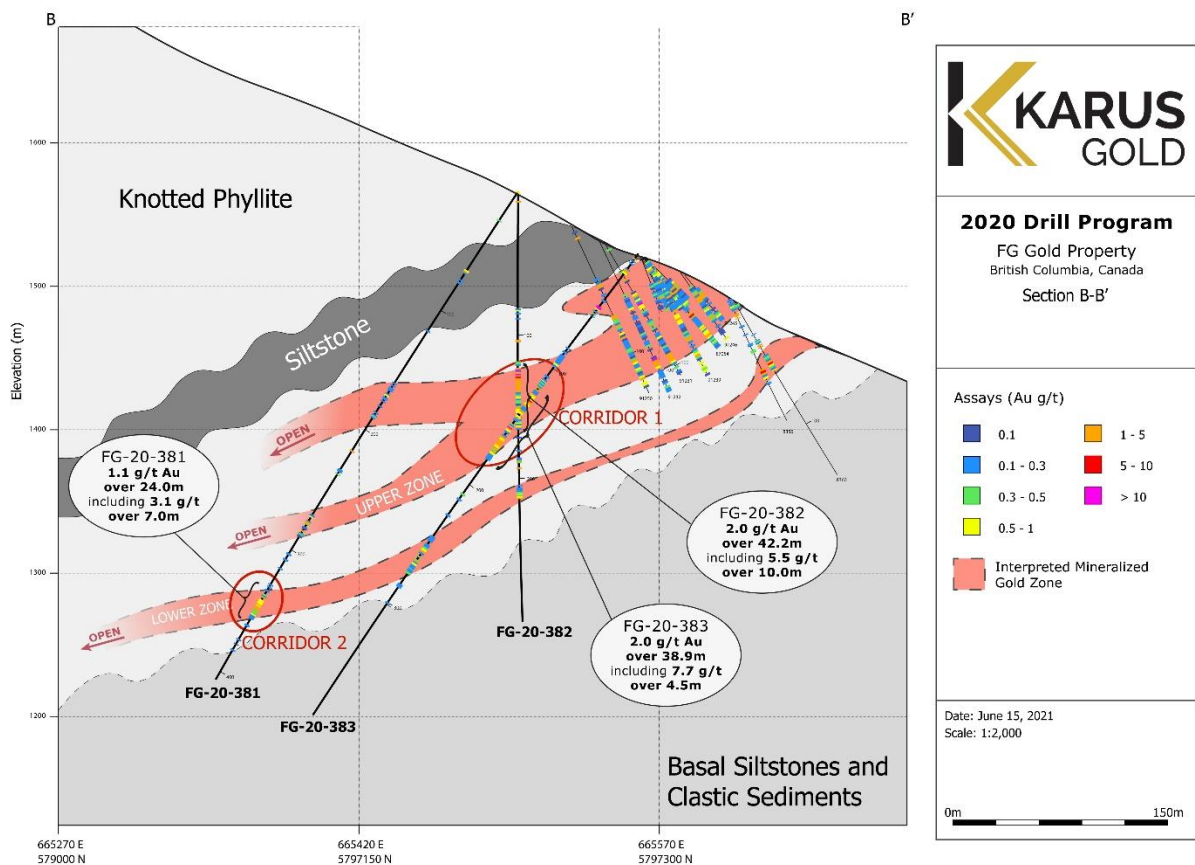 B
B'
1600
1500
1400
1300
1200
Elevation (m)
Knotted Phyllite
Siltstone
OPEN
CORRIDOR 1
UPPER ZONE
OPEN
FG-20-381
1.1 g/t Au
over 24.0m
including 3.1 g/t
over 7.0m
FG-20-382
2.0 g/t Au
over 42.2m
including 5.5 g/t
over 10.0m
LOWER ZONE
OPEN
CORRIDOR 2
FG-20-383
2.0 g/t Au
over 38.9m
including 7.7 g/t
over 4.5m
FG-20-382
FG-20-381
FG-20-383
Basal Siltstones and
Clastic Sediments
665270 E
579000 N
665420 E
5797150 N
665570 E
5797300 N
KARUS
GOLD
2020 Drill Program
FG Gold Property
British Columbia, Canada
Section B-B'
Assays (Au g/t)
0.1
0.1 - 0.3
0.3 - 0.5
0.5 - 1
1 - 5
5 - 10
> 10
Interpreted Mineralized
Gold Zone
Date: June 15, 2021
Scale: 1:2,000
0m
150m